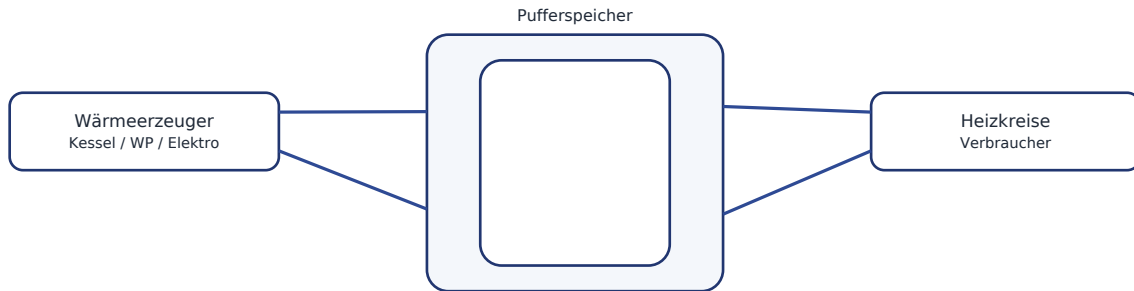 Pufferspeicher
Wärmeerzeuger
Kessel / WP / Elektro
Heizkreise
Verbraucher